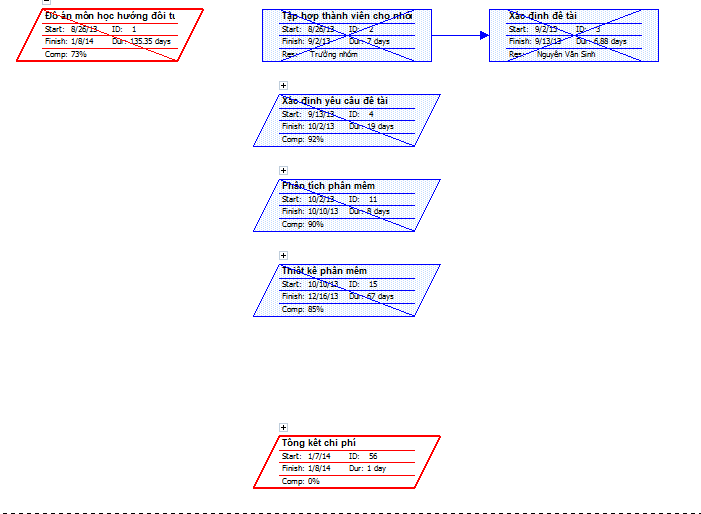 Đồ án môn học hướng đối tư
Start: 8/26/13 ID: 1
Finish: 1/8/14 Dur: 135.35 days
Comp: 73%
Tập hợp thành viên cho nhó
Start: 8/26/13 ID: 2
Finish: 9/2/13 Dur: 7 days
Res: Trưởng nhóm
Xác định đề tài
Start: 9/2/13 ID: 3
Finish: 9/13/13 Dur: 6.88 days
Res: Nguyễn Văn Sinh
Xác định yêu cầu đề tài
Start: 9/13/13 ID: 4
Finish: 10/2/13 Dur: 19 days
Comp: 92%
Phân tích phần mềm
Start: 10/2/13 ID: 11
Finish: 10/10/13 Dur: 8 days
Comp: 90%
Thiết kế phần mềm
Start: 10/10/13 ID: 15
Finish: 12/16/13 Dur: 67 days
Comp: 85%
Tổng kết chi phí
Start: 1/7/14 ID: 56
Finish: 1/8/14 Dur: 1 day
Comp: 0%